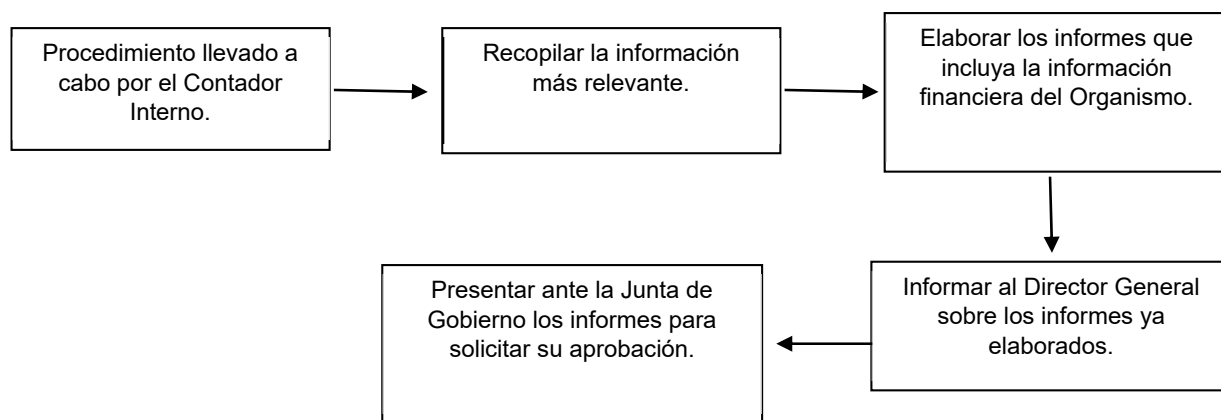 Procedimiento llevado a
cabo por el Contador
Interno.
Recopilar la información
más relevante.
Elaborar los informes que
incluya la información
financiera del Organismo.
Informar al Director General
sobre los informes ya
elaborados.
Presentar ante la Junta de
Gobierno los informes para
solicitar su aprobación.